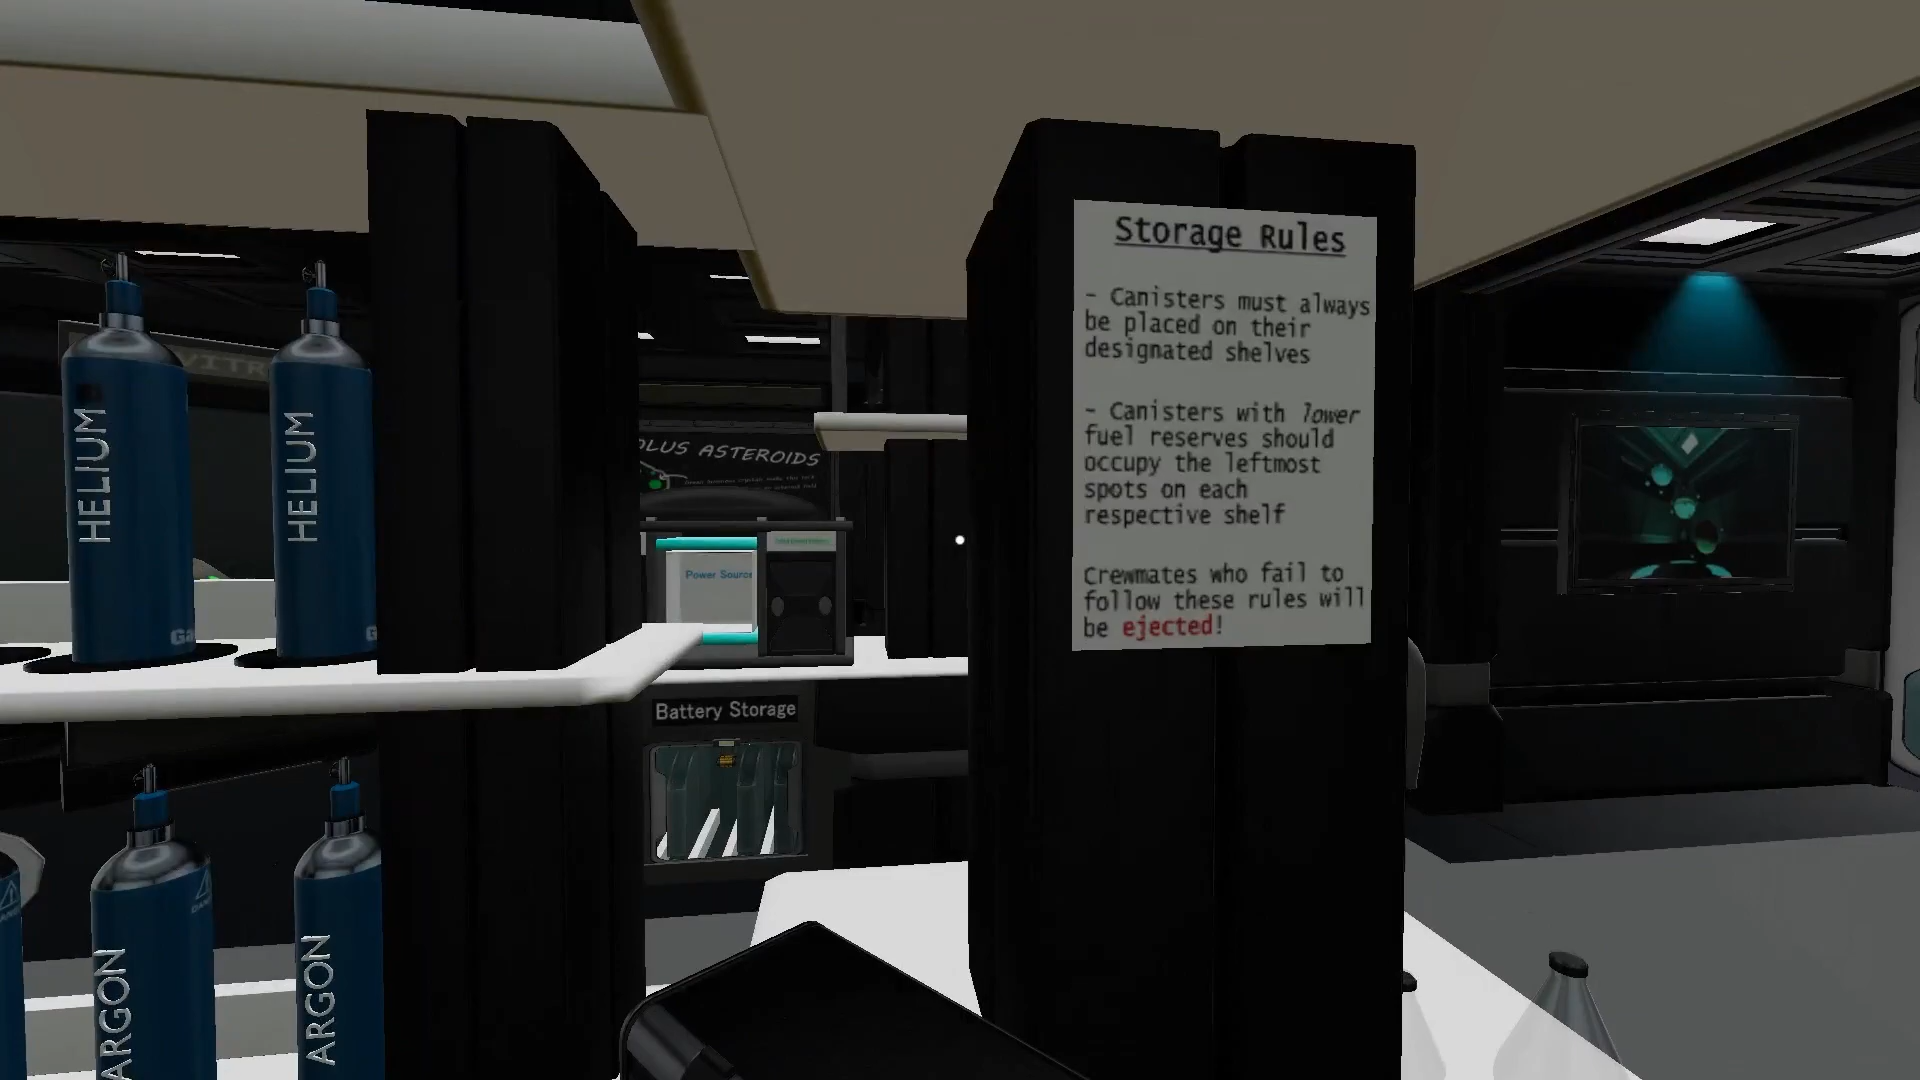 Storage Rules
- Canisters must always
be placed on their
designated shelves
- Canisters with lower
fuel reserves should
occupy the leftmost
spots on each
respective shelf
Crewmates who fail to
follow these rules will
be ejected!
HELIUM
HELIUM
ARGON
ARGON
ASTEROIDS
Power Source
Battery Storage